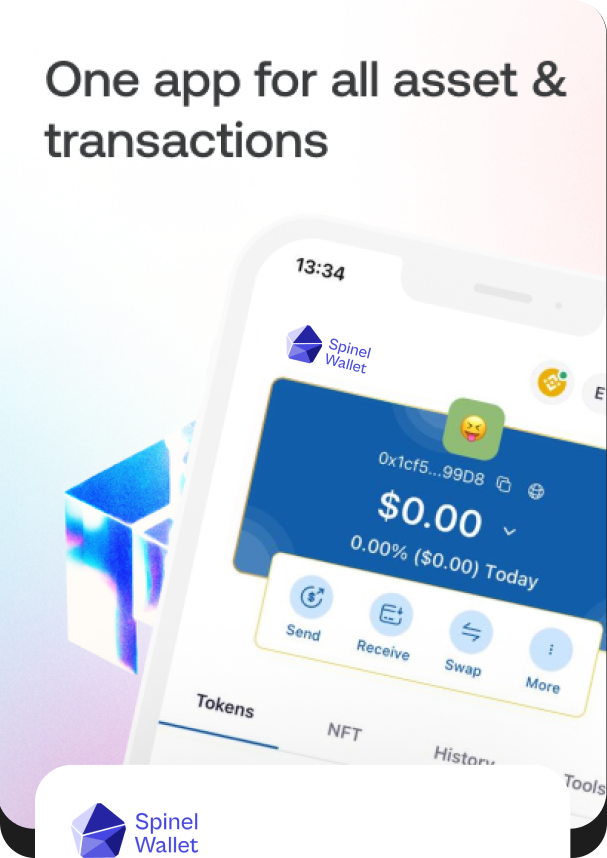 One app for all asset &
transactions
13:34
Spinel
Wallet
E
0x1cf5...99D8
$0.00
0.00% ($0.00) Today
Send
Receive
Swap
More
Tokens
NFT
History
Tools
Spinel
Wallet